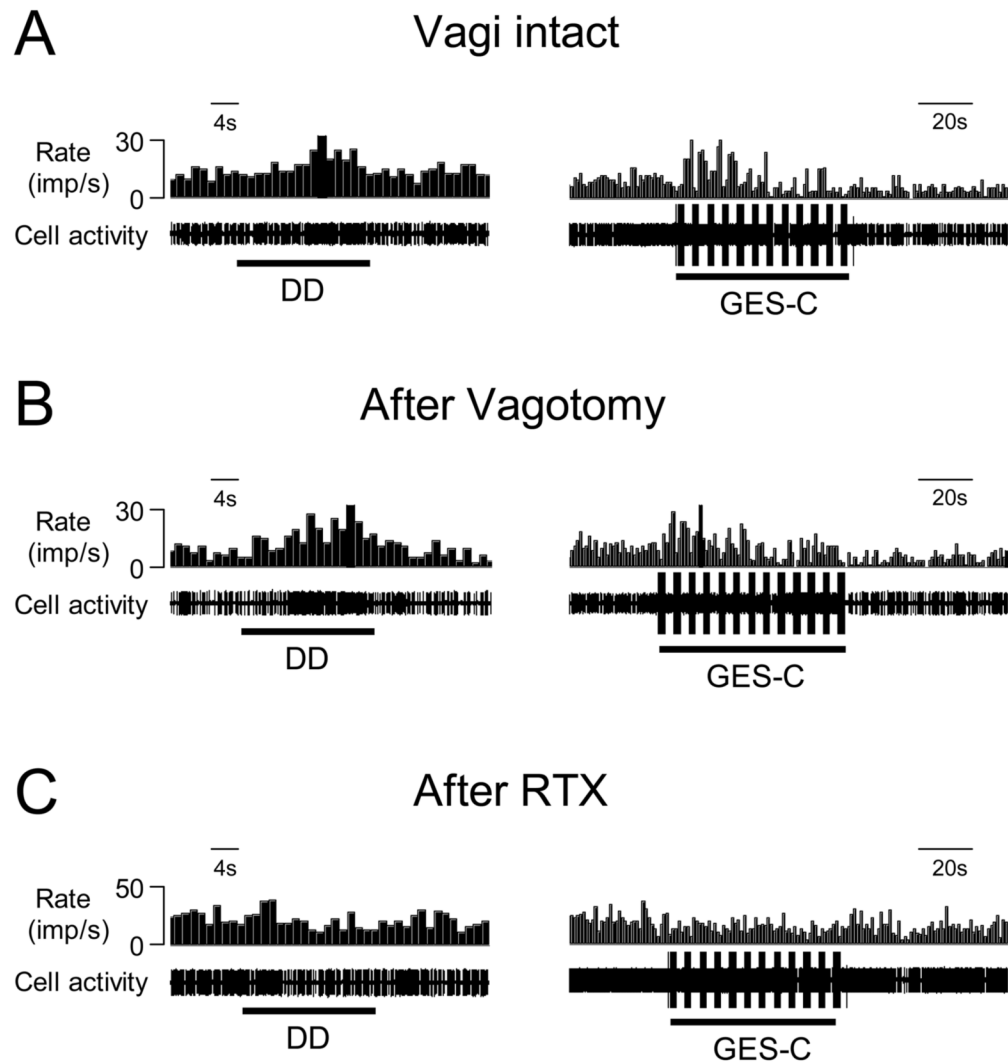 A
Vagi intact
4s
20s
Rate
(imp/s)
30
0
Cell activity
DD
GES-C
B
After Vagotomy
4s
20s
Rate
(imp/s)
30
0
Cell activity
DD
GES-C
C
After RTX
4s
20s
Rate
(imp/s)
50
0
Cell activity
DD
GES-C